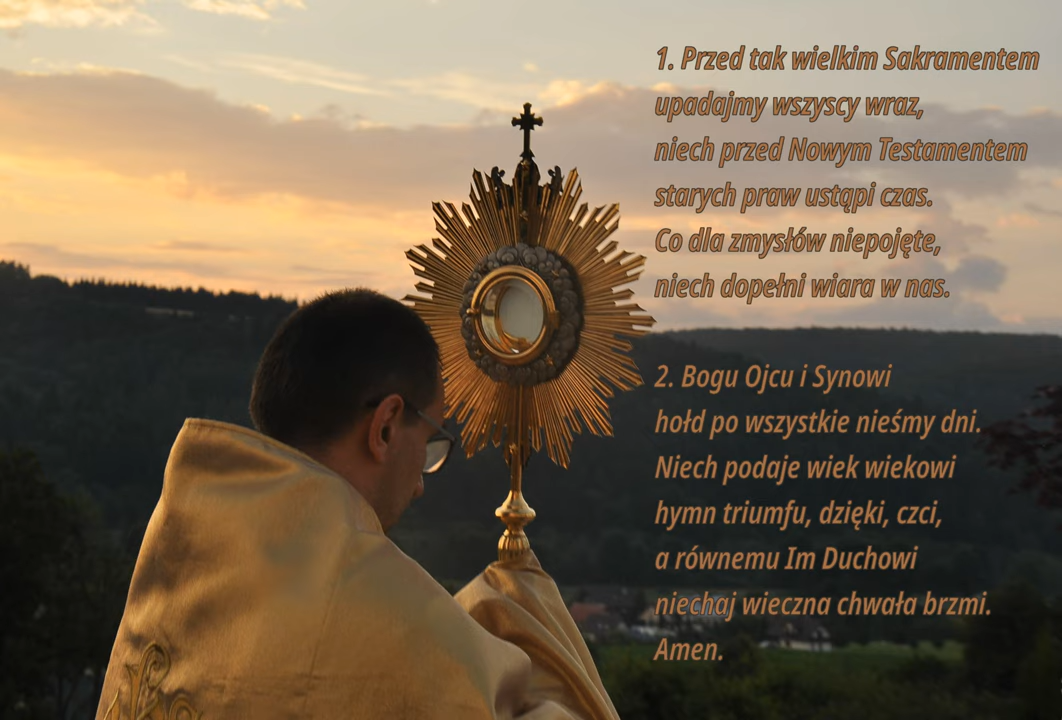 1. Przed tak wielkim Sakramentem
upadajmy wszyscy wraz,
niech przed Nowym Testamentem
starych praw ustąpi czas.
Co dla zmysłów niepojęte,
niech dopełni wiara w nas.
2. Bogu Ojcu i Synowi
hołd po wszystkie nieśmy dni.
Niech podaje wiek wiekowi
hymn triumfu, dzięki, czci,
a równemu Im Duchowi
niechaj wieczna chwała brzmi.
Amen.